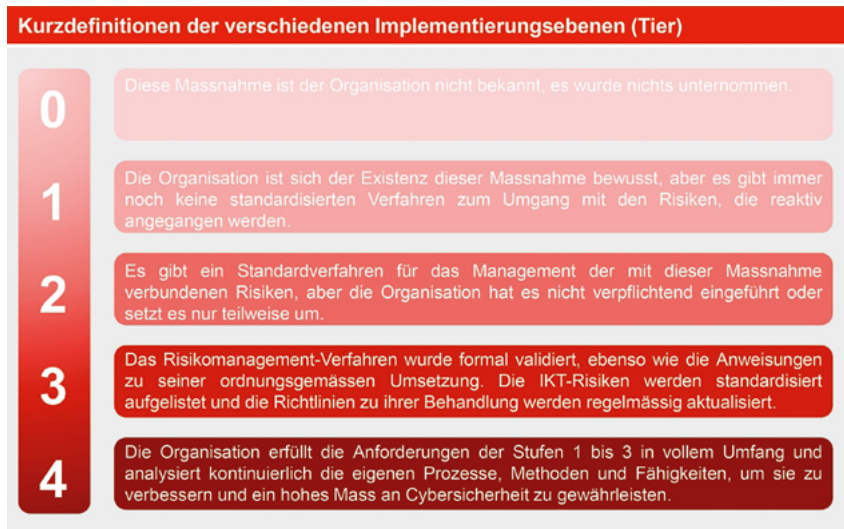 Kurzdefinitionen der verschiedenen Implementierungsebenen (Tier)
0
Diese Massnahme ist der Organisation nicht bekannt, es wurde nichts unternommen.
1
Die Organisation ist sich der Existenz dieser Massnahme bewusst, aber es gibt immer
noch keine standardisierten Verfahren zum Umgang mit den Risiken, die reaktiv
angegangen werden.
2
Es gibt ein Standardverfahren für das Management der mit dieser Massnahme
verbundenen Risiken, aber die Organisation hat es nicht verpflichtend eingeführt oder
setzt es nur teilweise um.
3
Das Risikomanagement-Verfahren wurde formal validiert, ebenso wie die Anweisungen
zu seiner ordnungsgemässen Umsetzung. Die IKT-Risiken werden standardisiert
aufgelistet und die Richtlinien zu ihrer Behandlung werden regelmässig aktualisiert.
4
Die Organisation erfüllt die Anforderungen der Stufen 1 bis 3 in vollem Umfang und
analysiert kontinuierlich die eigenen Prozesse, Methoden und Fähigkeiten, um sie zu
verbessern und ein hohes Mass an Cybersicherheit zu gewährleisten.